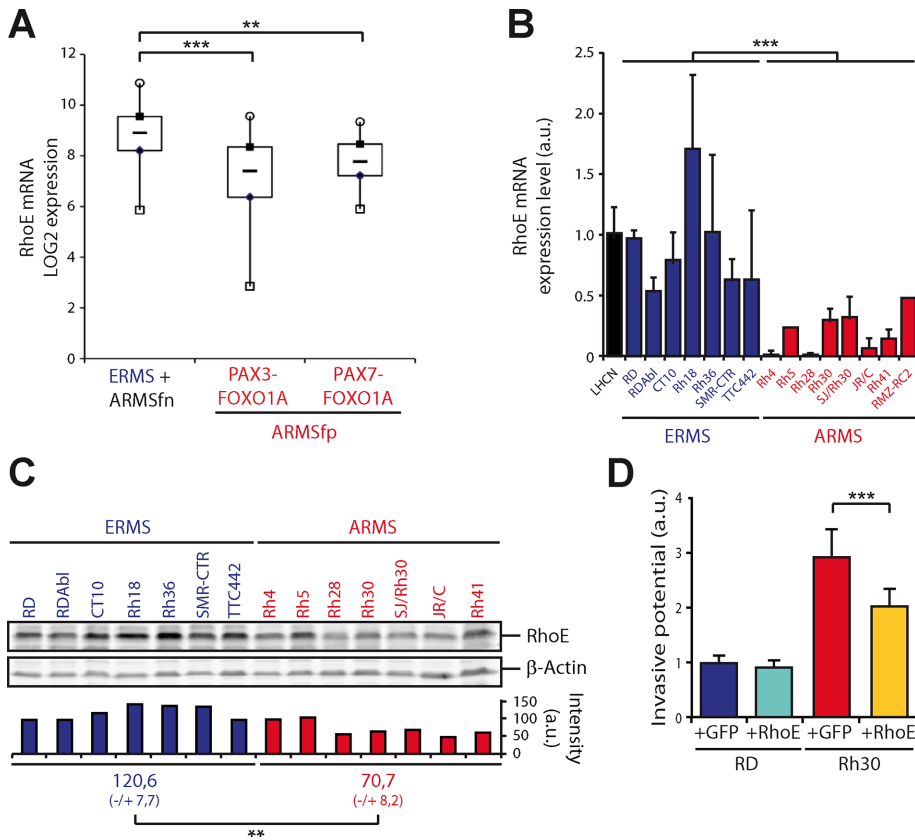 A
** 
***
12
10
8
6
4
2
0
RhoE mRNA
LOG2 expression
ERMS +
ARMSfn
PAX3-
FOXO1A
PAX7-
FOXO1A
ARMSfp
B
***
2.5
2.0
1.5
1.0
0.5
0
RhoE mRNA
expression level (a.u.)
LHCN
RD
RDAbl
CT10
Rh18
Rh36
SMR-CTR
TTC442
Rh4
Rh5
Rh28
Rh30
SJ/Rh30
JR/C
Rh41
RMZ-RC2
ERMS
ARMS
C
ERMS
ARMS
RD
RDAbl
CT10
Rh18
Rh36
SMR-CTR
TTC442
Rh4
Rh5
Rh28
Rh30
SJ/Rh30
JR/C
Rh41
RhoE
β-Actin
150
100
50
0
Intensity
(a.u.)
120,6
(-/+ 7,7)
70,7
(-/+ 8,2)
**
D
***
4
3
2
1
0
Invasive potential (a.u.)
+GFP
+RhoE
+GFP
+RhoE
RD
Rh30